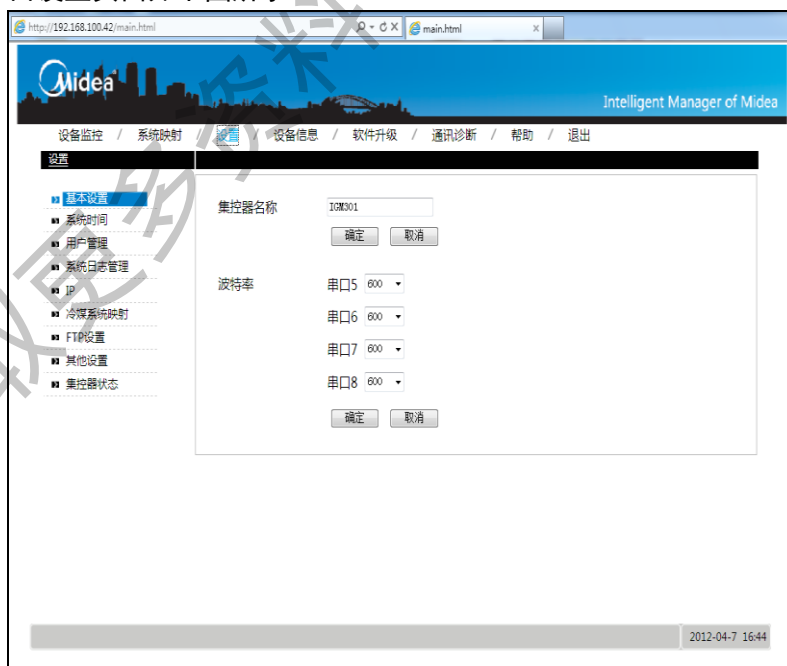 http://192.168.100.42/main.html
main.html
Midea
Intelligent Manager of Midea
设备监控 / 系统映射 / 设置 / 设备信息 / 软件升级 / 通讯诊断 / 帮助 / 退出
设置
基本设置
系统时间
用户管理
系统日志管理
IP
冷媒系统映射
FTP设置
其他设置
集控器状态
集控器名称 IGM301
确定 取消
波特率 串口5 600
串口6 600
串口7 600
串口8 600
确定 取消
2012-04-7 16:44
更多资料